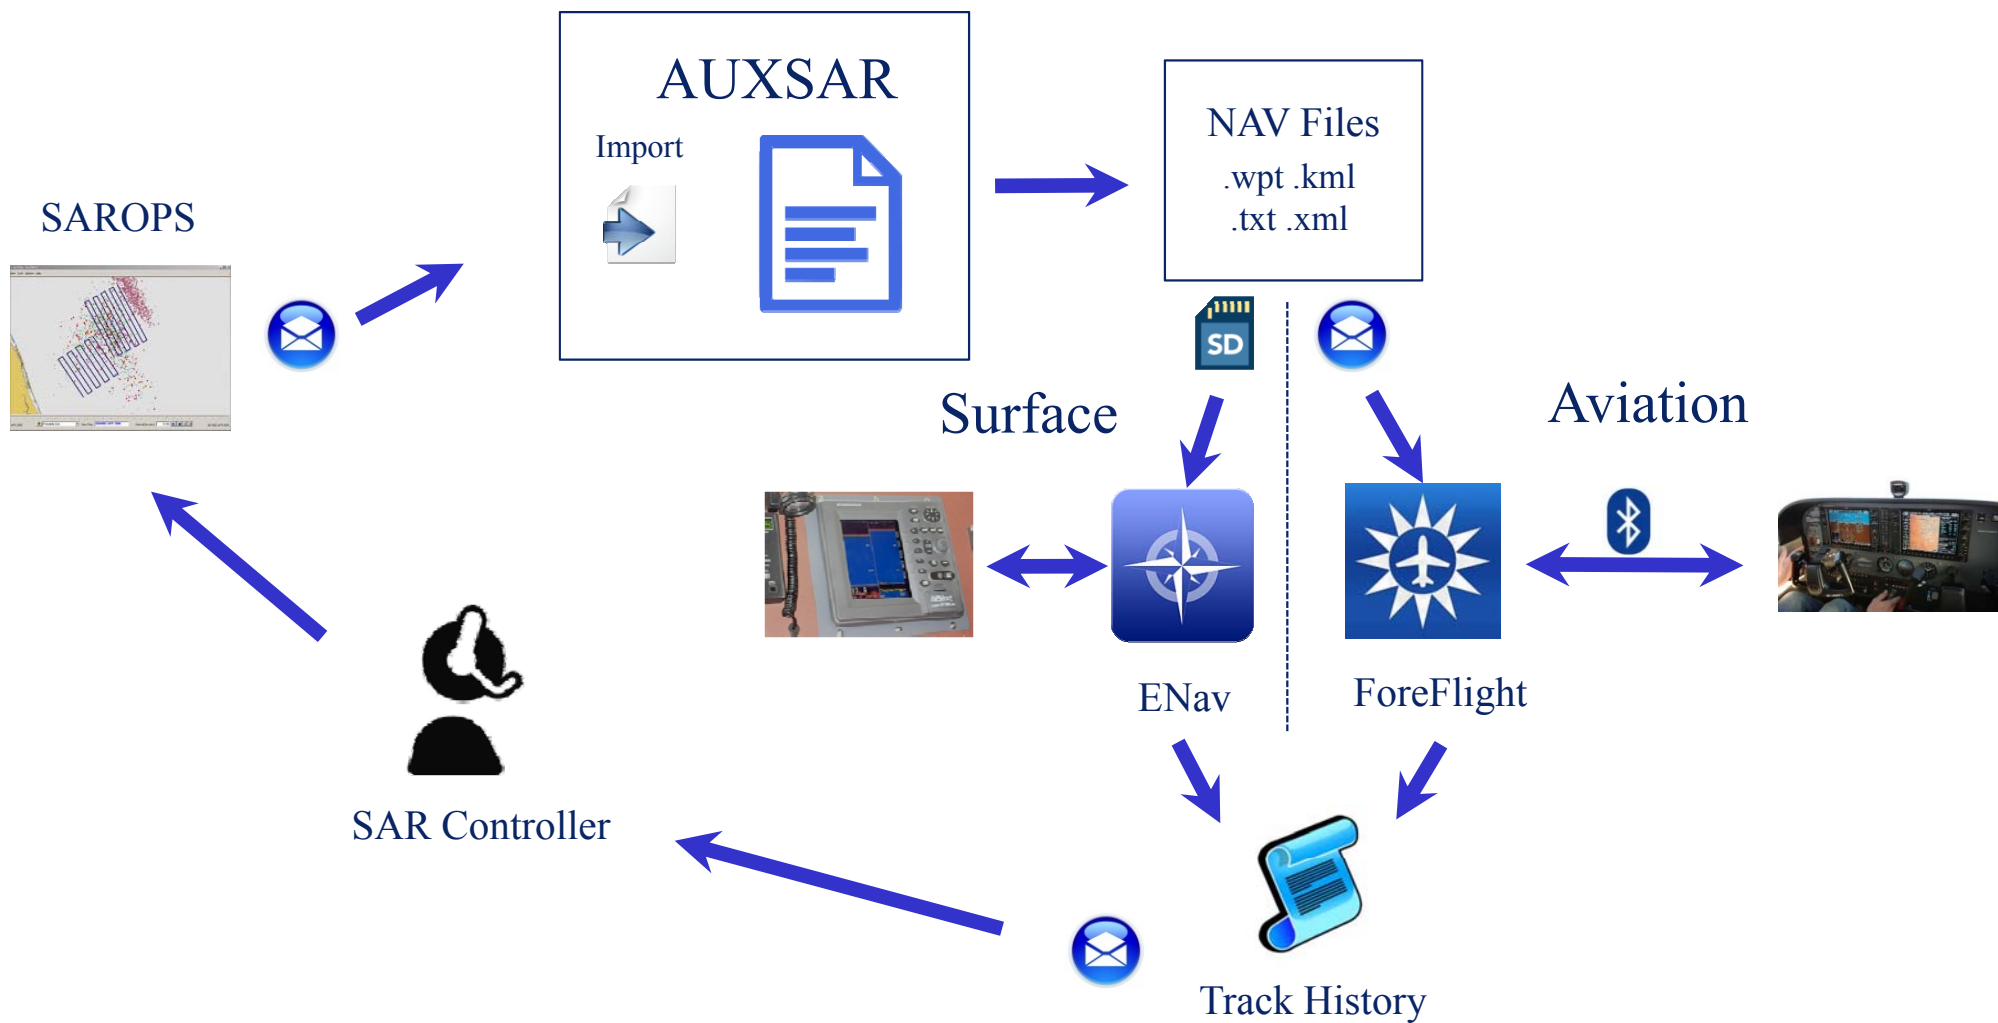 AUXSAR
Import
NAV Files
.wpt .kml
.txt .xml
SAROPS
SD
Surface
Aviation
ENav
ForeFlight
SAR Controller
Track History